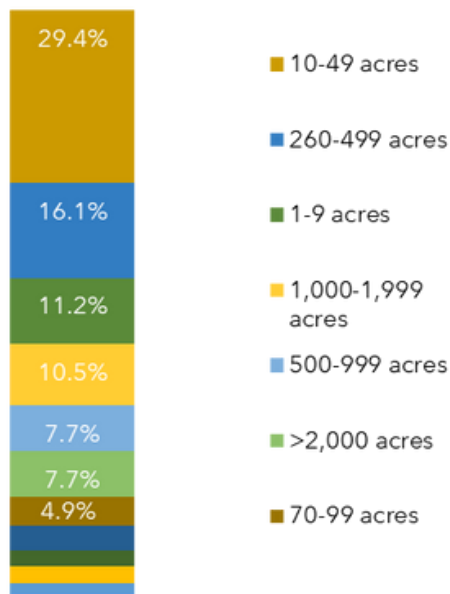 29.4%
16.1%
11.2%
10.5%
7.7%
7.7%
4.9%
10-49 acres
260-499 acres
1-9 acres
1,000-1,999
acres
500-999 acres
>2,000 acres
70-99 acres